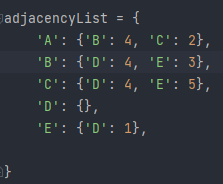 adjacencyList = {
'A': {'B': 4, 'C': 2},
'B': {'D': 4, 'E': 3},
'C': {'D': 4, 'E': 5},
'D': {},
'E': {'D': 1},
}